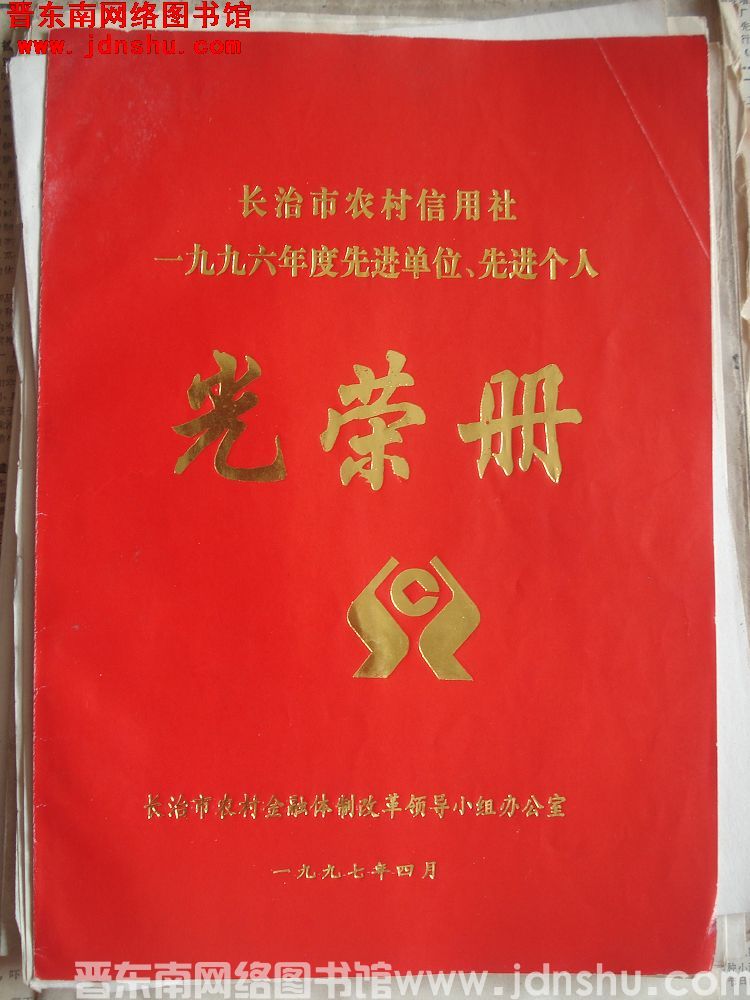 晋东南网络图书馆
www.jdnshu.com
长治市农村信用社
一九九六年度先进单位、先进个人
光荣册
长治市农村金融体制改革领导小组办公室
一九九七年四月
晋东南网络图书馆www.jdnshu.com